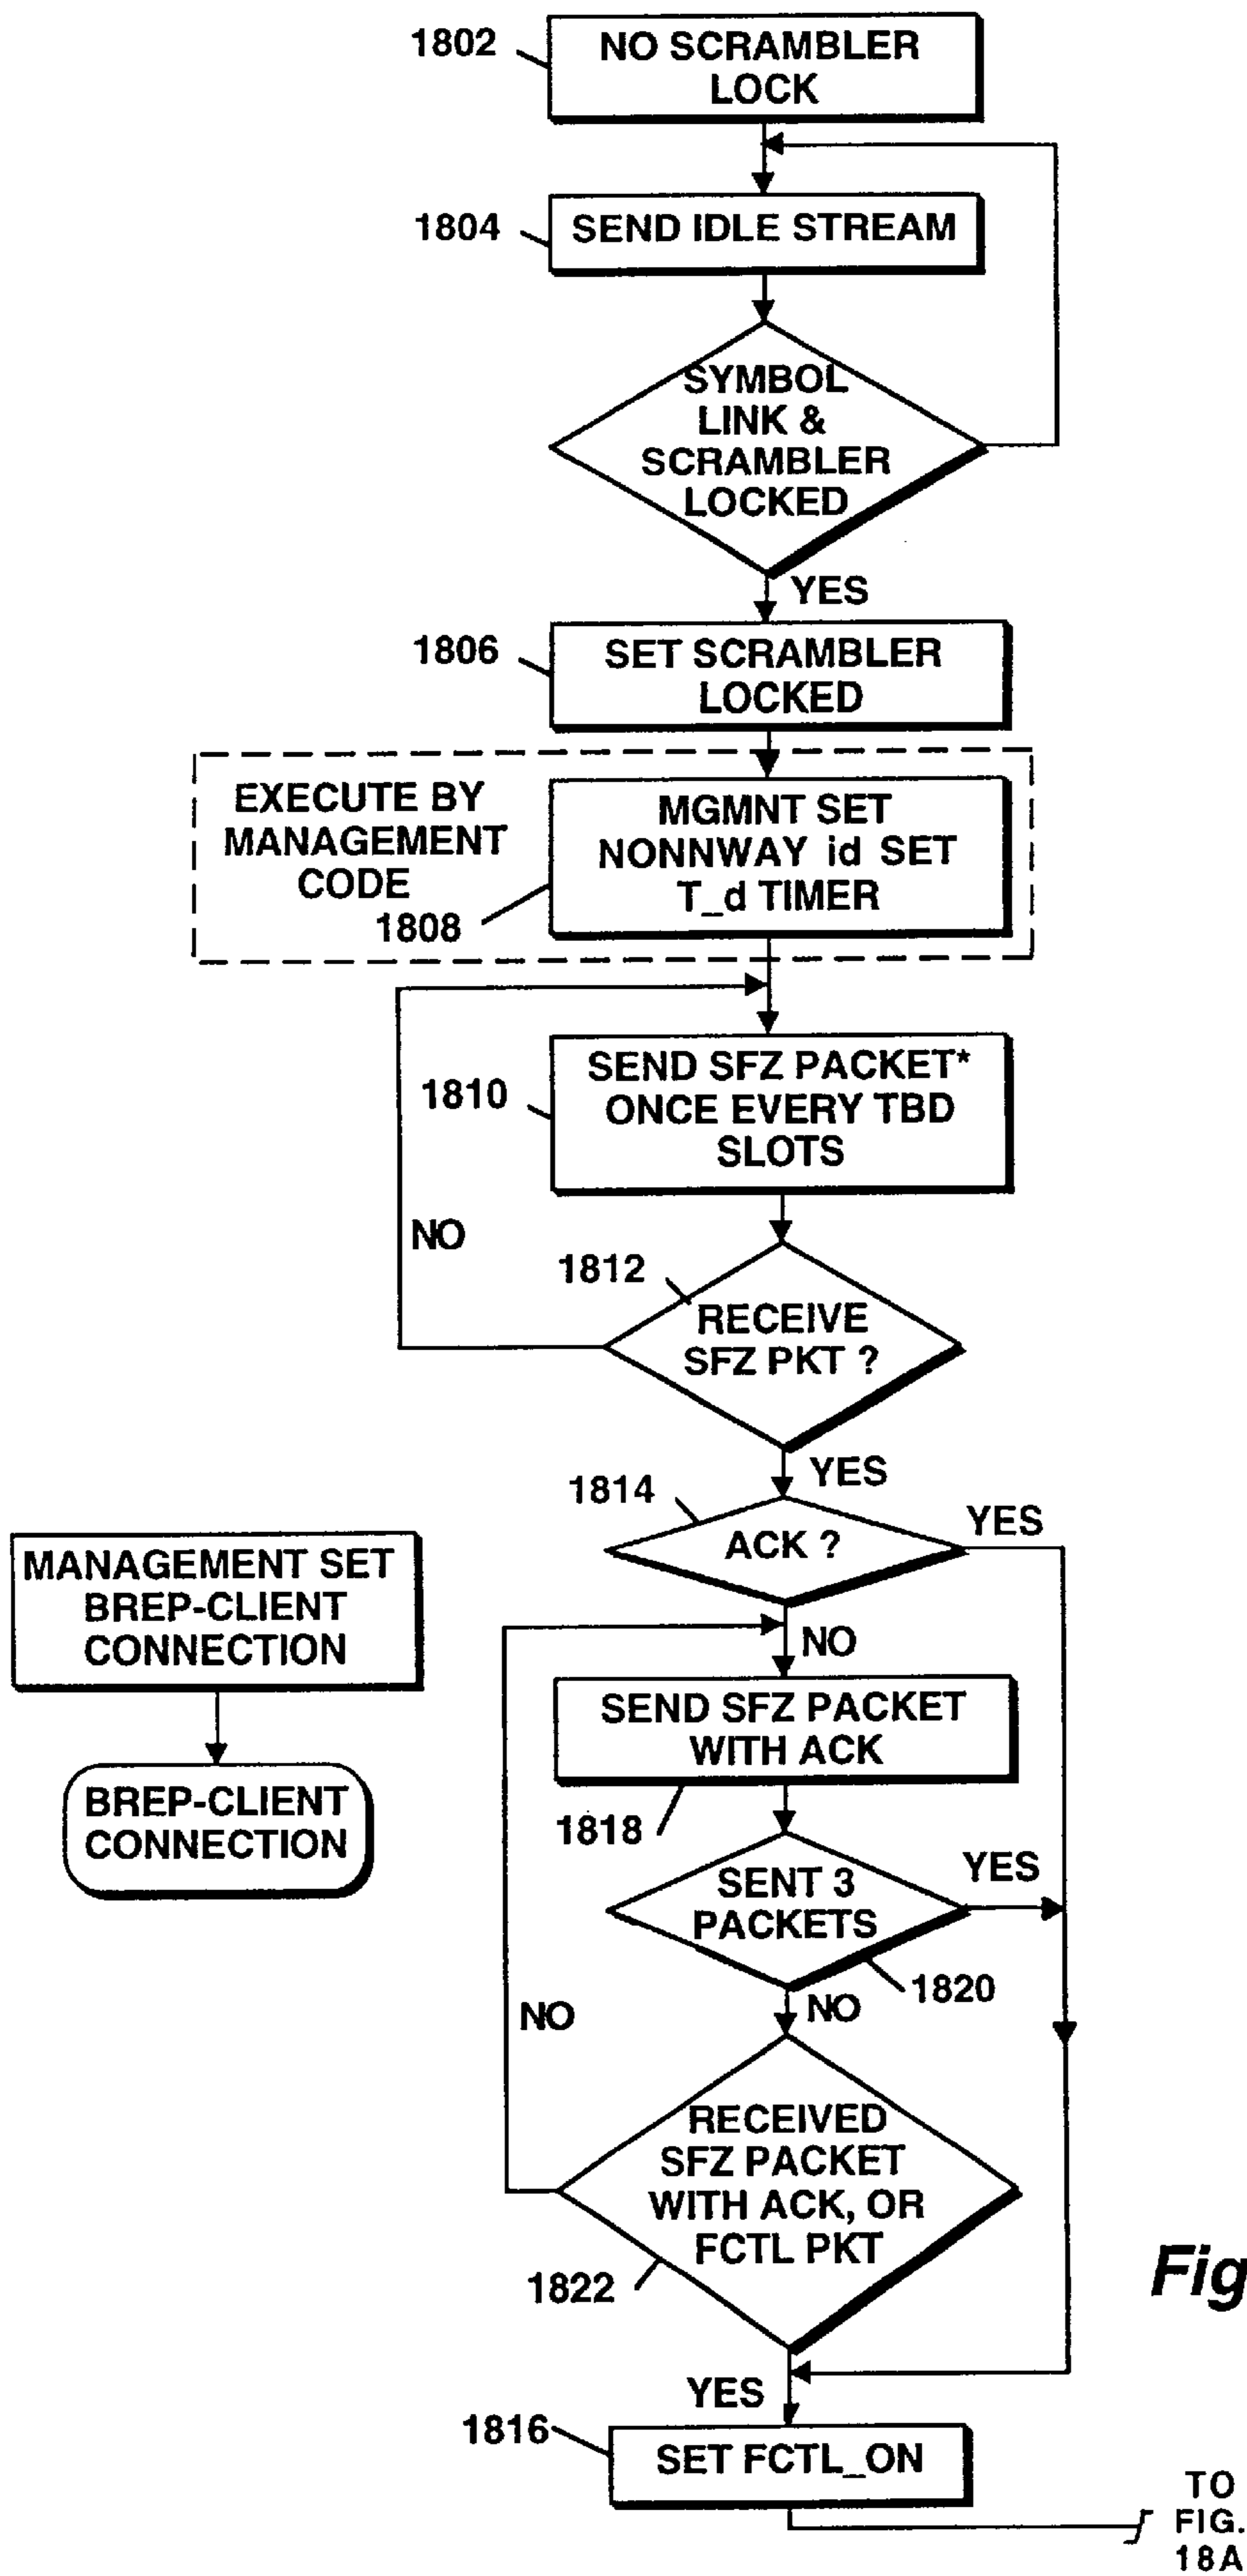 1802
NO SCRAMBLER
LOCK
1804
SEND IDLE STREAM
SYMBOL
LINK &
SCRAMBLER
LOCKED
YES
1806
SET SCRAMBLER
LOCKED
EXECUTE BY
MANAGEMENT
CODE
1808
MGMNT SET
NONNWAY id SET
T_d TIMER
1810
SEND SFZ PACKET*
ONCE EVERY TBD
SLOTS
NO
1812
RECEIVE
SFZ PKT ?
YES
1814
ACK ?
YES
MANAGEMENT SET
BREP-CLIENT
CONNECTION
BREP-CLIENT
CONNECTION
NO
SEND SFZ PACKET
WITH ACK
1818
SENT 3
PACKETS
YES
1820
NO
NO
RECEIVED
SFZ PACKET
WITH ACK, OR
FCTL PKT
1822
Fig
YES
1816
SET FCTL_ON
TO
FIG.
18A